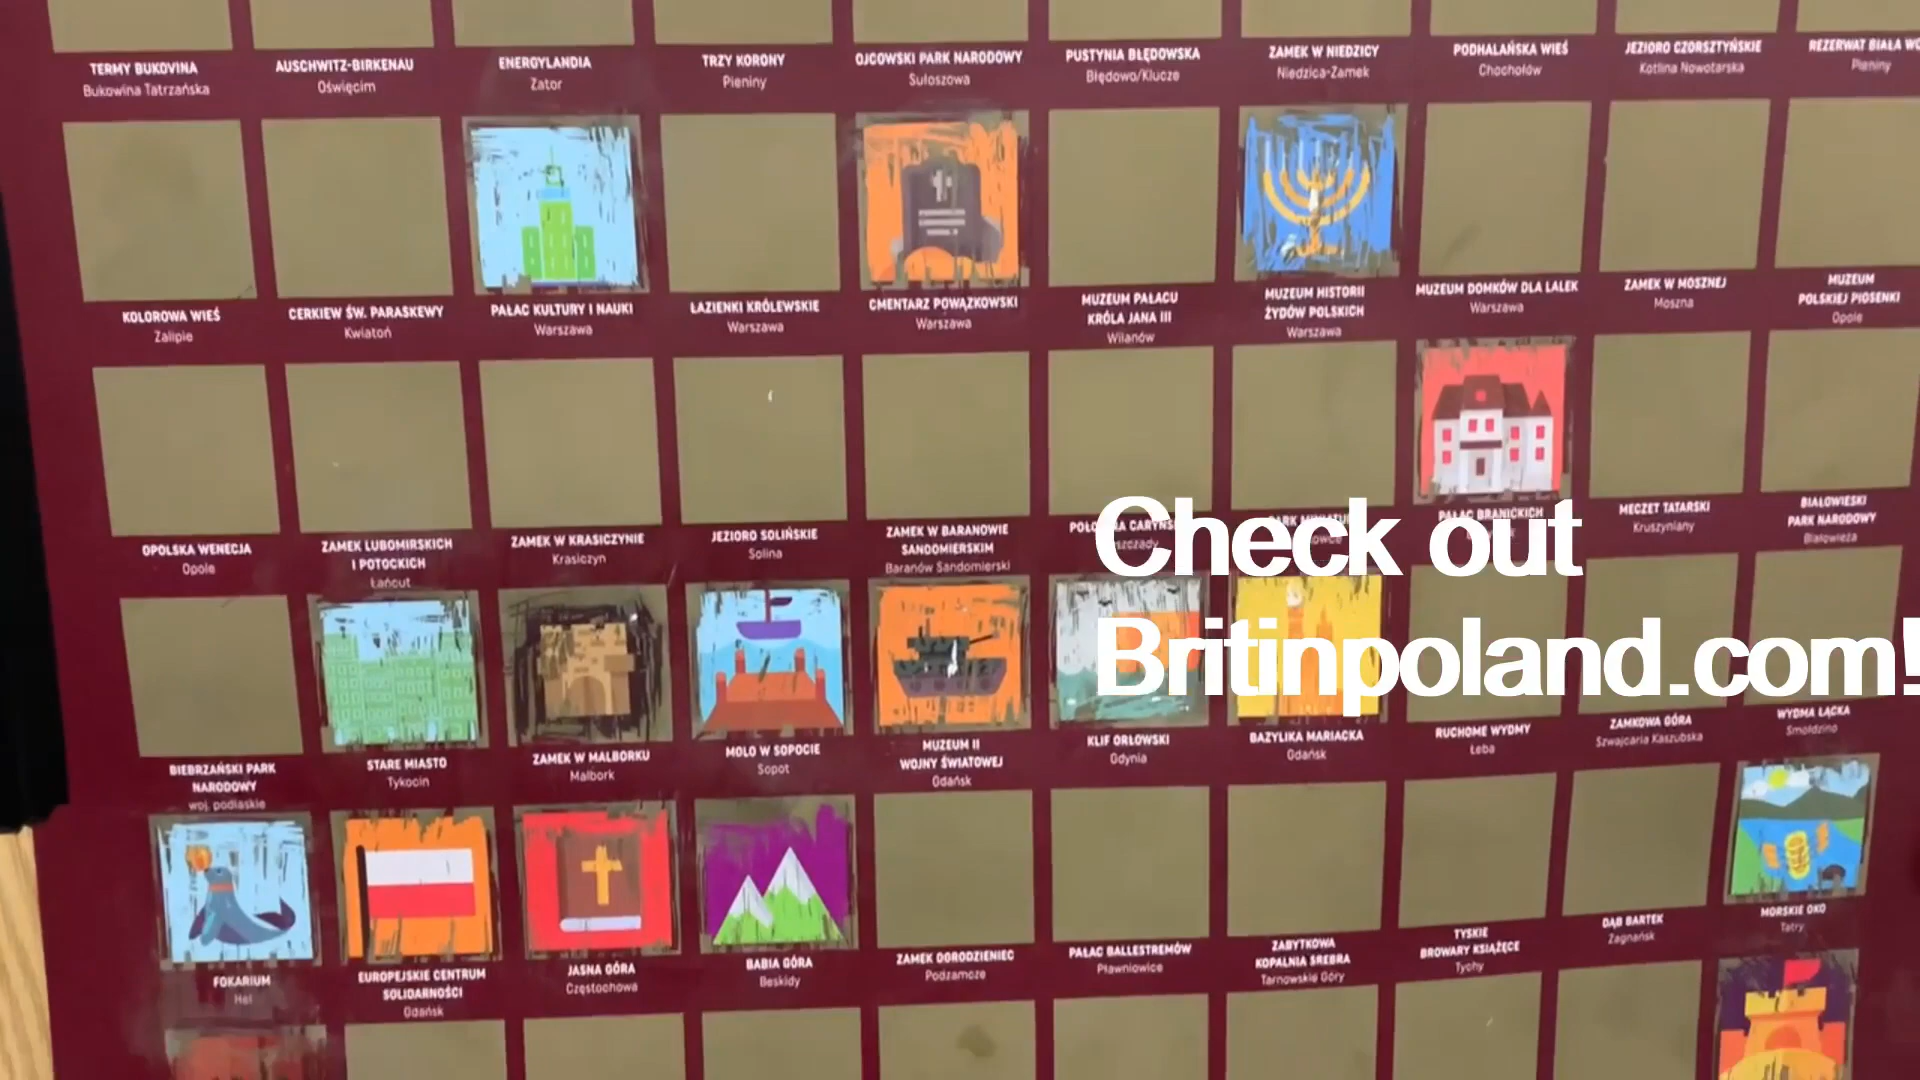 TERMY BUKOVINA
Bukowina Tatrzańska
AUSCHWITZ-BIRKENAU
Oświęcim
ENERGYLANDIA
Zator
TRZY KORONY
Pieniny
OJCOWSKI PARK NARODOWY
Sułoszowa
PUSTYNIA BŁĘDOWSKA
Błędowo/Klucze
ZAMEK W NIEDZICY
Niedzica-Zamek
PODHALAŃSKA WIEŚ
Chochołów
JEZIORO CZORSZTYŃSKIE
Kotlina Nowotarska
REZERWAT BIAŁA
Pieniny
KOLOROWA WIEŚ
Zalipie
CERKIEW ŚW. PARASKEWY
Kwiatoń
PAŁAC KULTURY I NAUKI
Warszawa
ŁAZIENKI KRÓLEWSKIE
Warszawa
CMENTARZ POWĄZKOWSKI
Warszawa
MUZEUM PAŁACU
KRÓLA JANA III
Wilanów
MUZEUM HISTORII
ŻYDÓW POLSKICH
Warszawa
MUZEUM DOMKÓW DLA LALEK
Warszawa
ZAMEK W MOSZNEJ
Moszna
MUZEUM
POLSKIEJ PIOSENKI
Opole
OPOLSKA WENECJA
Opole
ZAMEK LUBOMIRSKICH
I POTOCKICH
Łańcut
ZAMEK W KRASICZYNIE
Krasiczyn
JEZIORO SOLIŃSKIE
Solina
ZAMEK W BARANOWIE
SANDOMIERSKIM
Baranów Sandomierski
PAŁAC BRANICKICH
MECZET TATARSKI
Kruszyniany
BIAŁOWIESKI
PARK NARODOWY
Białowieża
Check out
Britinpoland.com!
BIEBRZAŃSKI PARK
NARODOWY
woj. podlaskie
STARE MIASTO
Tykocin
ZAMEK W MALBORKU
Malbork
MOLO W SOPOCIE
Sopot
MUZEUM II
WOJNY ŚWIATOWEJ
Gdańsk
KLIF ORŁOWSKI
Gdynia
BAZYLIKA MARIACKA
Gdańsk
RUCHOME WYDMY
Łeba
ZAMKOWA GÓRA
Szwajcaria Kaszubska
WYDMA ŁĄCKA
Smołdzino
FOKARIUM
Hel
EUROPEJSKIE CENTRUM
SOLIDARNOŚCI
Gdańsk
JASNA GÓRA
Częstochowa
BABIA GÓRA
Beskidy
ZAMEK OGRODZIENIEC
Podzamcze
PAŁAC BALLESTREMÓW
Pławniowice
ZABYTKOWA
KOPALNIA SREBRA
Tarnowskie Góry
TYSKIE
BROWARY KSIĄŻĘCE
Tychy
DĄB BARTEK
Zagnańsk
MORSKIE OKO
Tatry